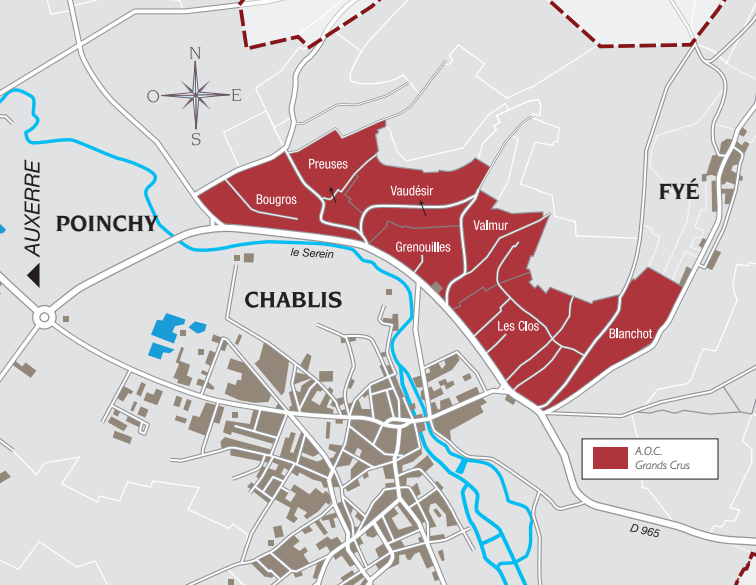 N
O
E
S
AUXERRE
POINCHY
Preuses
Bougros
Vaudésir
Valmur
Grenouilles
FYÉ
le Serein
CHABLIS
Les Clos
Blanchot
A.O.C.
Grands Crus
D 965